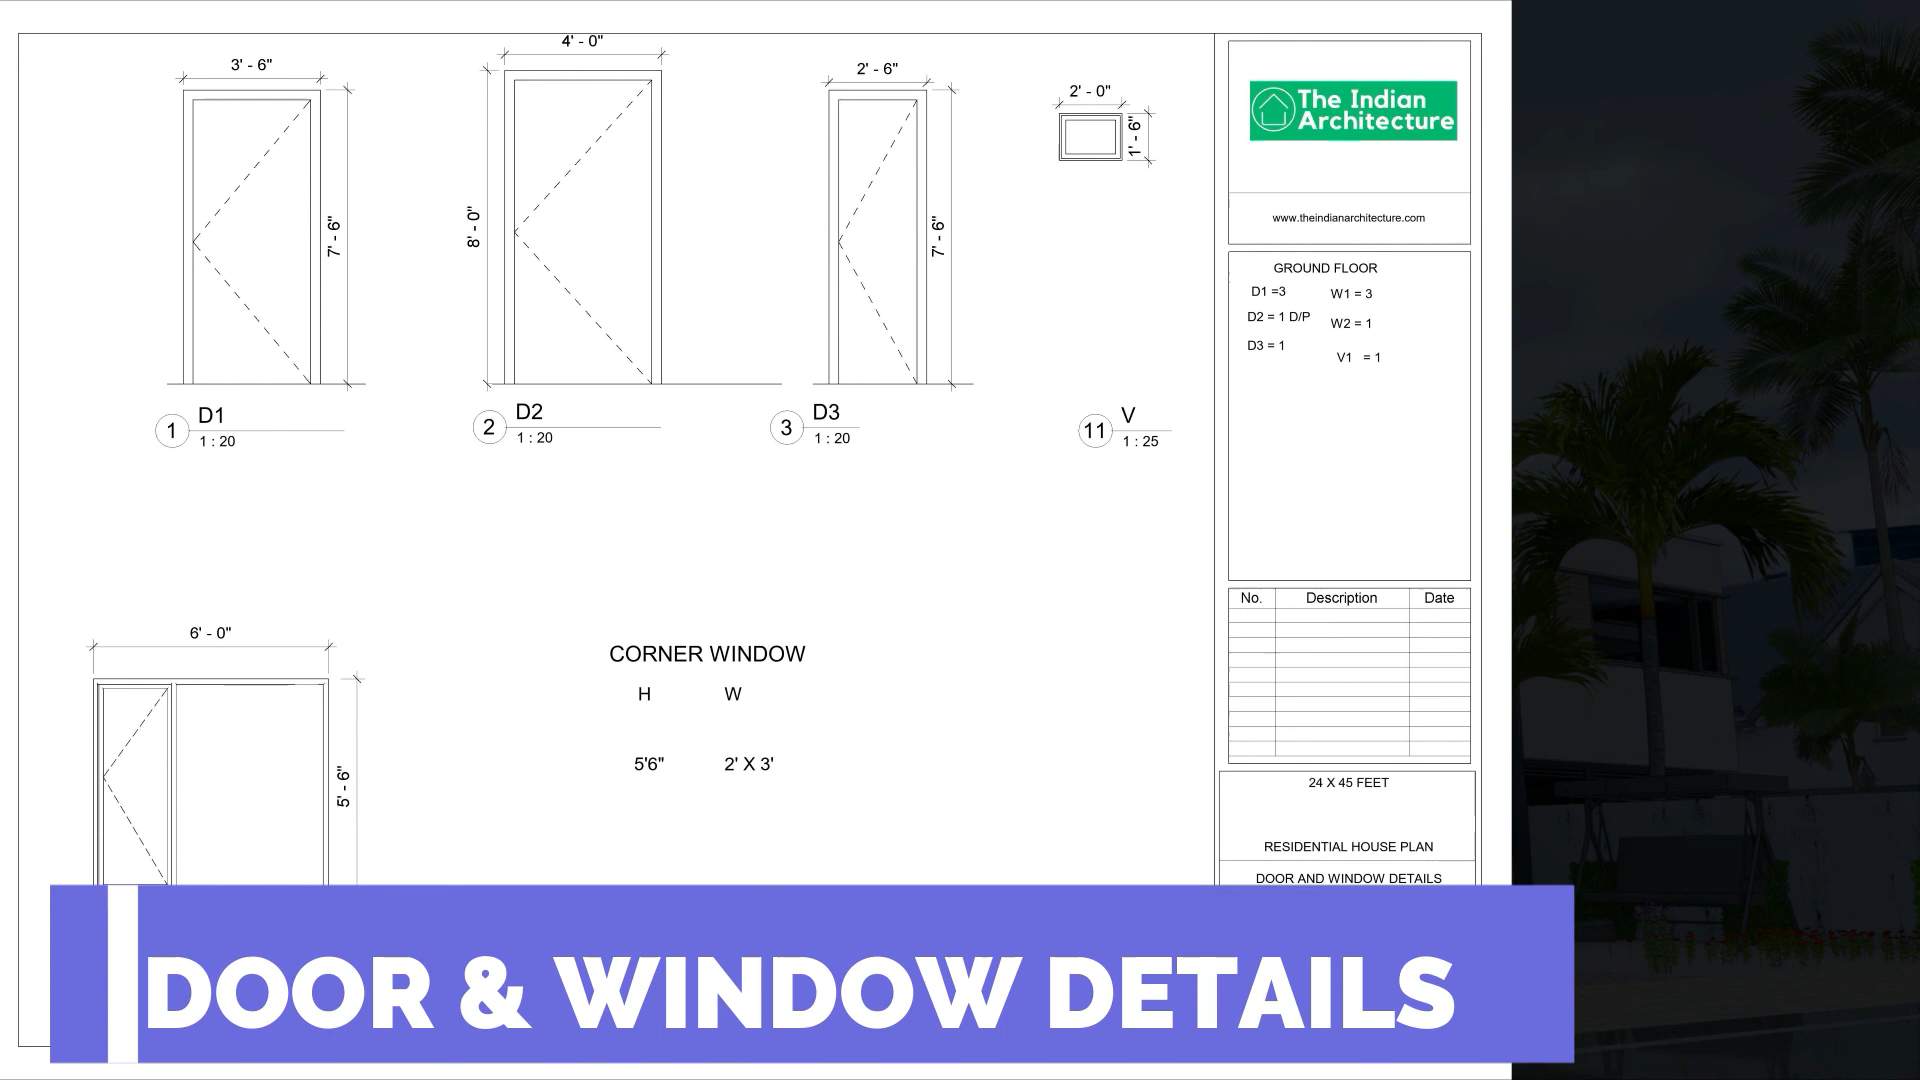 3' - 6"
4' - 0"
2' - 6"
2' - 0"
1' - 6"
7' - 6"
8' - 0"
7' - 6"
1 D1
1 : 20
2 D2
1 : 20
3 D3
1 : 20
11 V
1 : 25
6' - 0"
5' - 6"
CORNER WINDOW
H W
5'6" 2' X 3'
The Indian
Architecture
www.theindianarchitecture.com
GROUND FLOOR
D1 =3 W1 = 3
D2 = 1 D/P W2 = 1
D3 = 1 V1 = 1
No. Description Date
24 X 45 FEET
RESIDENTIAL HOUSE PLAN
DOOR AND WINDOW DETAILS
DOOR & WINDOW DETAILS